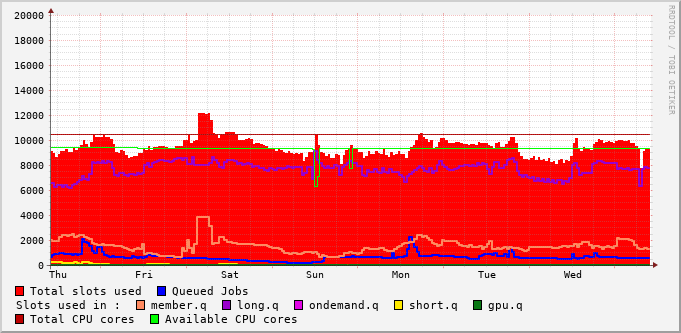 20000
18000
16000
14000
12000
10000
8000
6000
4000
2000
0
Thu Fri Sat Sun Mon Tue Wed
Total slots used Queued Jobs
Slots used in : member.q long.q ondemand.q short.q gpu.q
Total CPU cores Available CPU cores
RRDTOOL / TOBI OETIKER